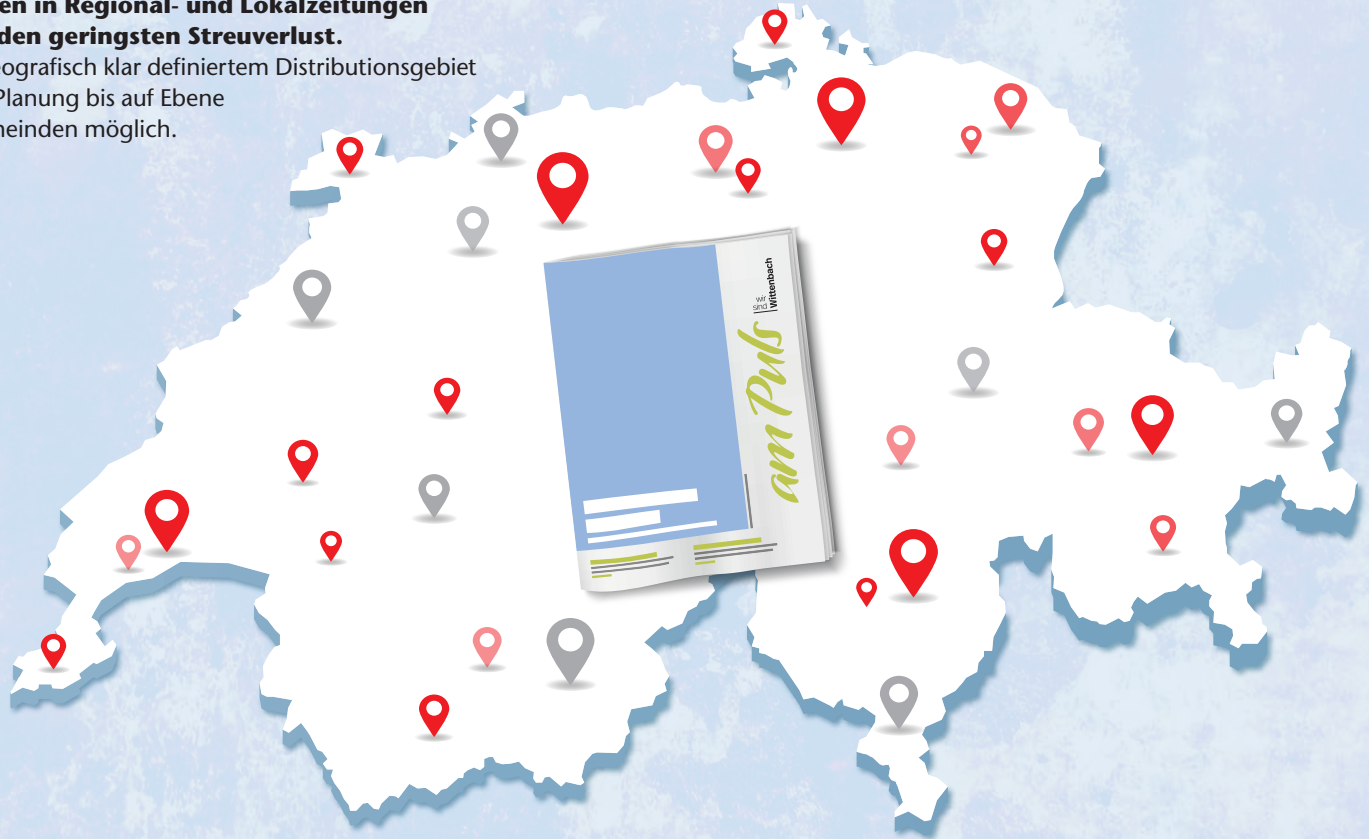 en in Regional- und Lokalzeitungen
den geringsten Streuverlust.
eografisch klar definiertem Distributionsgebiet
Planung bis auf Ebene
neinden möglich.
wir
sind Wittenbach
am Puls